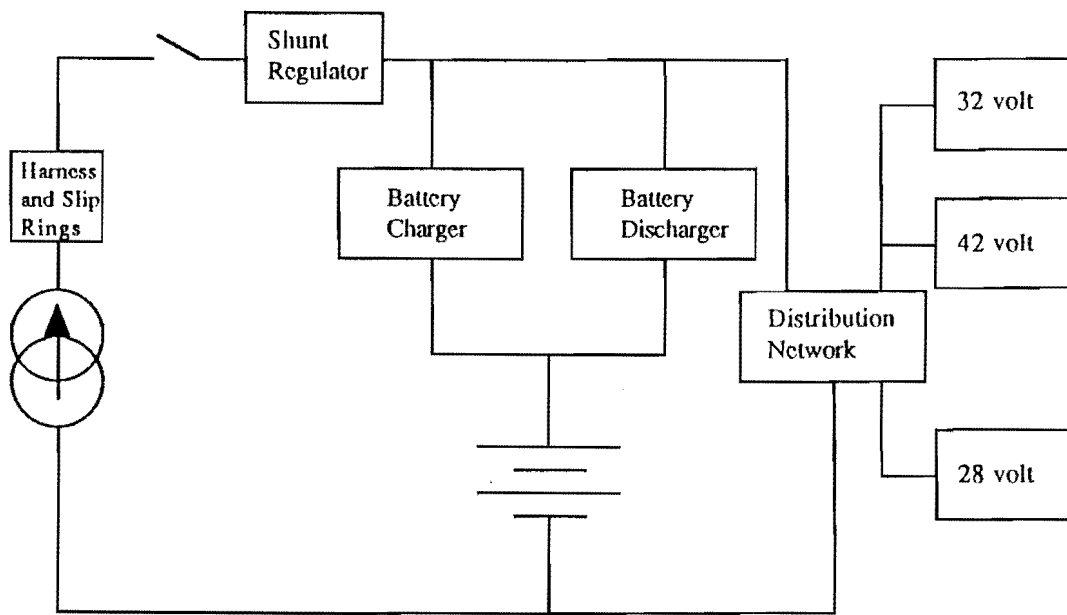 Shunt
Regulator
32 volt
Harness
and Slip
Rings
Battery
Charger
Battery
Discharger
42 volt
Distribution
Network
28 volt